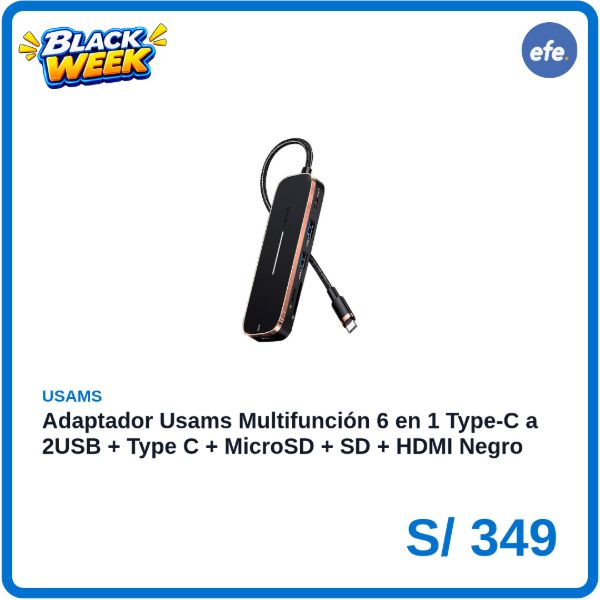 BLACK
WEEK
efe.
USAMS
Adaptador Usams Multifunción 6 en 1 Type-C a
2USB + Type C + MicroSD + SD + HDMI Negro
S/ 349